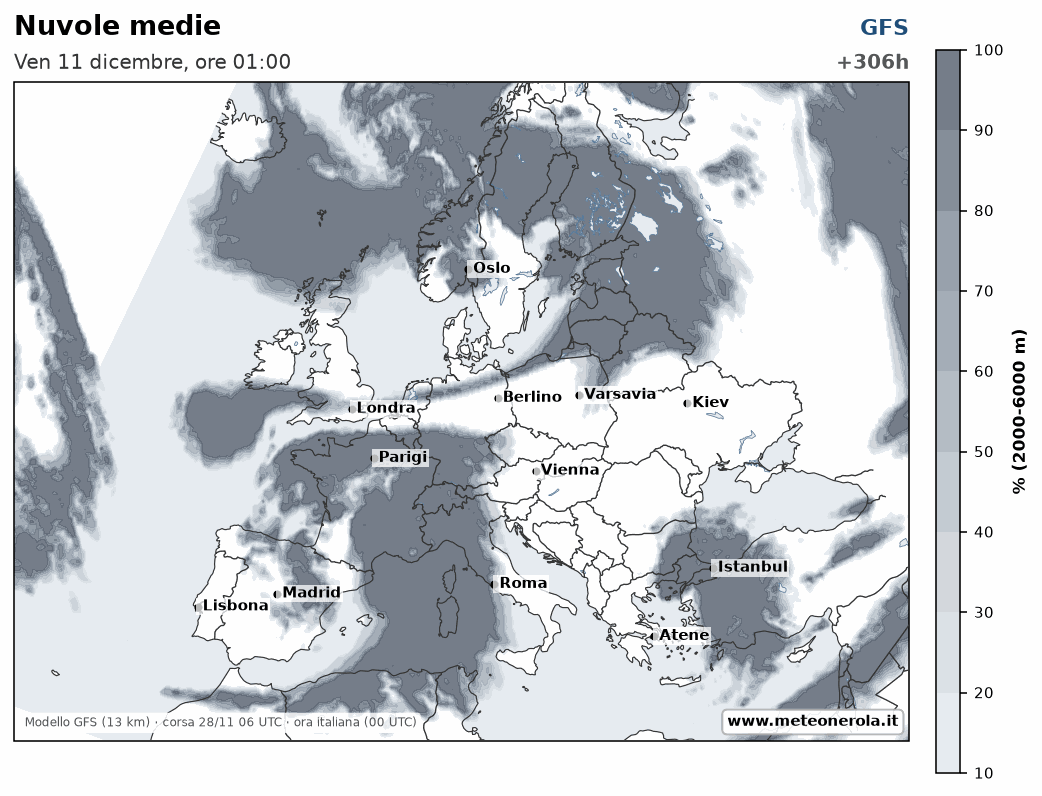 Nuvole medie
GFS
Ven 11 dicembre, ore 01:00
+306h
100
90
80
70
60
50
40
30
20
10
% (2000-6000 m)
Oslo
Berlino
Varsavia
Kiev
Londra
Parigi
Vienna
Istanbul
Roma
Madrid
Lisbona
Atene
Modello GFS (13 km) · corsa 28/11 06 UTC · ora italiana (00 UTC)
www.meteonerola.it